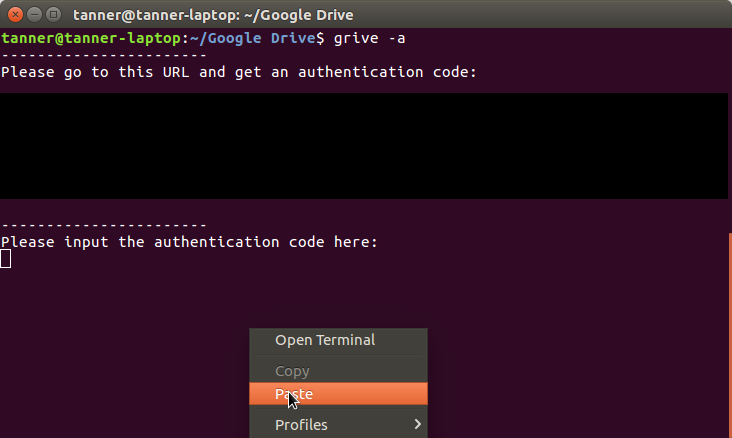 tanner@tanner-laptop: ~/Google Drive
tanner@tanner-laptop:~/Google Drive$ grive -a
-----------------------
Please go to this URL and get an authentication code:
-----------------------
Please input the authentication code here:
Open Terminal
Copy
Paste
Profiles